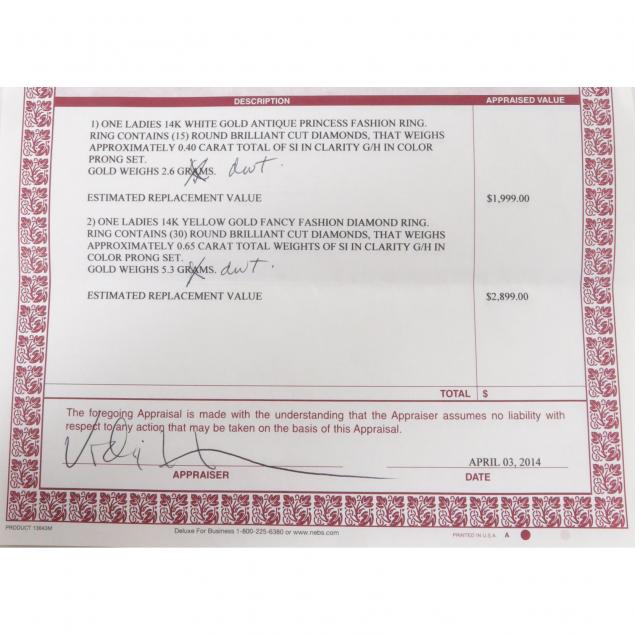 DESCRIPTION APPRAISED VALUE
1) ONE LADIES 14K WHITE GOLD ANTIQUE PRINCESS FASHION RING.
RING CONTAINS (15) ROUND BRILLIANT CUT DIAMONDS, THAT WEIGHS
APPROXIMATELY 0.40 CARAT TOTAL OF SI IN CLARITY G/H IN COLOR
PRONG SET.
GOLD WEIGHS 2.6 GRAMS. dwt.
ESTIMATED REPLACEMENT VALUE $1,999.00
2) ONE LADIES 14K YELLOW GOLD FANCY FASHION DIAMOND RING.
RING CONTAINS (30) ROUND BRILLIANT CUT DIAMONDS, THAT WEIGHS
APPROXIMATELY 0.65 CARAT TOTAL WEIGHTS OF SI IN CLARITY G/H IN
COLOR PRONG SET.
GOLD WEIGHS 5.3 GRAMS. dwt.
ESTIMATED REPLACEMENT VALUE $2,899.00
TOTAL $
The foregoing Appraisal is made with the understanding that the Appraiser assumes no liability with
respect to any action that may be taken on the basis of this Appraisal.
APRIL 03, 2014
APPRAISER DATE
PRODUCT 13643M
Deluxe For Business 1-800-225-6380 or www.nebs.com
PRINTED IN U.S.A. A